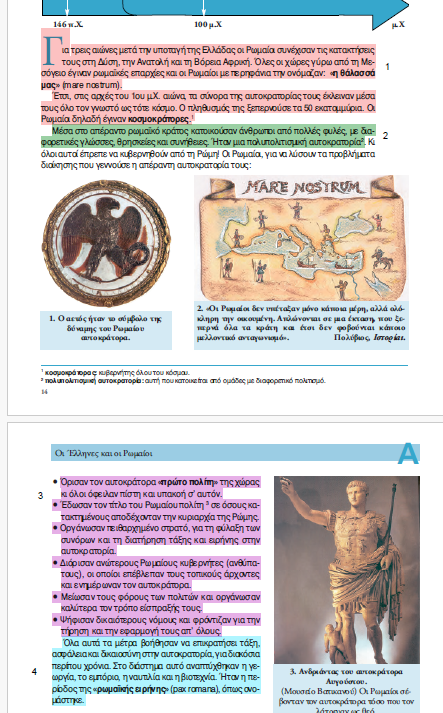 146 π.Χ.
100 μ.Χ
μ.Χ
Για τρεις αιώνες μετά την υποταγή της Ελλάδας οι Ρωμαίοι συνέχισαν τις κατακτήσεις
τους στη Δύση, την Ανατολή και τη Βόρεια Αφρική. Όλες οι χώρες γύρω από τη Με-
σόγειο έγιναν ρωμαϊκές επαρχίες και οι Ρωμαίοι με περηφάνια την ονόμαζαν: «η θάλασσά
μας» (mare nostrum).
1
Έτσι, στις αρχές του 1ου μ.Χ. αιώνα, τα σύνορα της αυτοκρατορίας τους έκλειναν μέσα
τους όλο τον γνωστό ως τότε κόσμο. Ο πληθυσμός της ξεπερνούσε τα 50 εκατομμύρια. Οι
Ρωμαίοι δηλαδή έγιναν κοσμοκράτορες.¹
Μέσα στο απέραντο ρωμαϊκό κράτος κατοικούσαν άνθρωποι από πολλές φυλές, με δια-
φορετικές γλώσσες, θρησκείες και συνήθειες. Ήταν μια πολυπολιτισμική αυτοκρατορία². Κι
όλοι αυτοί έπρεπε να κυβερνηθούν από τη Ρώμη! Οι Ρωμαίοι, για να λύσουν τα προβλήματα
διοίκησης που γεννούσε η απέραντη αυτοκρατορία τους:
2
MARE NOSTRUM
1. Ο αετός ήταν το σύμβολο της
δύναμης του Ρωμαίου
αυτοκράτορα.
2. «Οι Ρωμαίοι δεν υπέταξαν μόνο κάποια μέρη, αλλά ολό-
κληρη την οικουμένη. Απλώνονται σε μια έκταση, που ξε-
περνά όλα τα κράτη και έτσι δεν φοβούνται κάποιο
μελλοντικό ανταγωνισμό». Πολύβιος, Ιστορίαι.
¹ κοσμοκράτορας: κυβερνήτης όλου του κόσμου.
² πολυπολιτισμική αυτοκρατορία: αυτή που κατοικείται από ομάδες με διαφορετικό πολιτισμό.
14
Οι Έλληνες και οι Ρωμαίοι
Α
• Όρισαν τον αυτοκράτορα «πρώτο πολίτη» της χώρας
κι όλοι όφειλαν πίστη και υπακοή σ' αυτόν.
3
• Έδωσαν τον τίτλο του Ρωμαίου πολίτη ³ σε όσους κα-
τακτημένους αποδέχονταν την κυριαρχία της Ρώμης.
• Οργάνωσαν πειθαρχημένο στρατό, για τη φύλαξη των
συνόρων και τη διατήρηση τάξης και ειρήνης στην
αυτοκρατορία.
• Διόρισαν ανώτερους Ρωμαίους κυβερνήτες (ανθύπα-
τους), οι οποίοι επέβλεπαν τους τοπικούς άρχοντες
και ενημέρωναν τον αυτοκράτορα.
• Μείωσαν τους φόρους των πολιτών και οργάνωσαν
καλύτερα τον τρόπο είσπραξής τους.
• Ψήφισαν δικαιότερους νόμους και φρόντιζαν για την
τήρηση και την εφαρμογή τους απ' όλους.
Όλα αυτά τα μέτρα βοήθησαν να επικρατήσει τάξη,
ασφάλεια και δικαιοσύνη στην αυτοκρατορία, για διακόσια
περίπου χρόνια. Στο διάστημα αυτό αναπτύχθηκαν η γε-
ωργία, το εμπόριο, η ναυτιλία και η βιοτεχνία. Ήταν η πε-
ρίοδος της «ρωμαϊκής ειρήνης» (pax romana), όπως ονο-
μάστηκε.
4
3. Ανδριάντας του αυτοκράτορα
Αυγούστου.
(Μουσείο Βατικανού) Οι Ρωμαίοι σέ-
βονταν τον αυτοκράτορα τόσο που τον
λάτρευαν ως θεό.